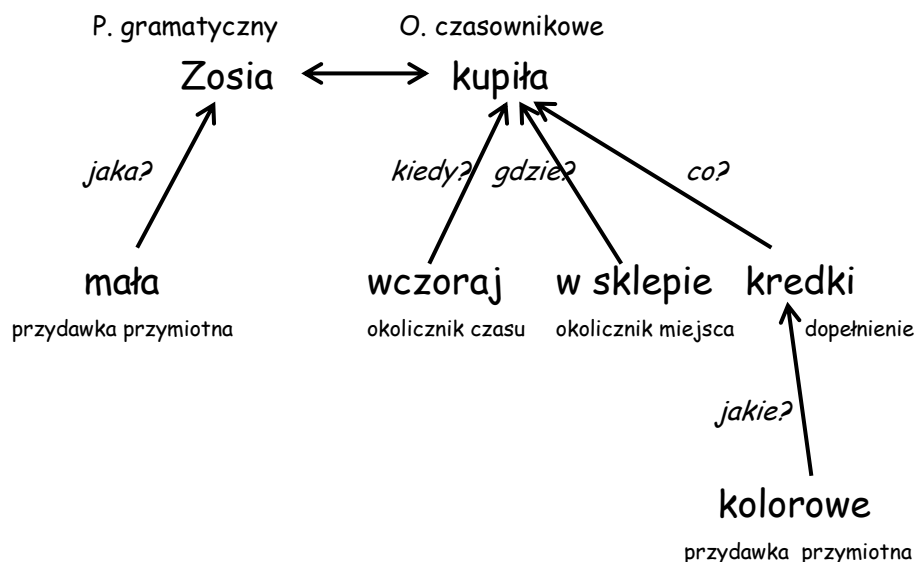 P. gramatyczny O. czasownikowe
Zosia kupiła
jaka? kiedy? gdzie? co?
mała wczoraj w sklepie kredki
przydawka przymiotna okolicznik czasu okolicznik miejsca dopełnienie
jakie?
kolorowe
przydawka przymiotna